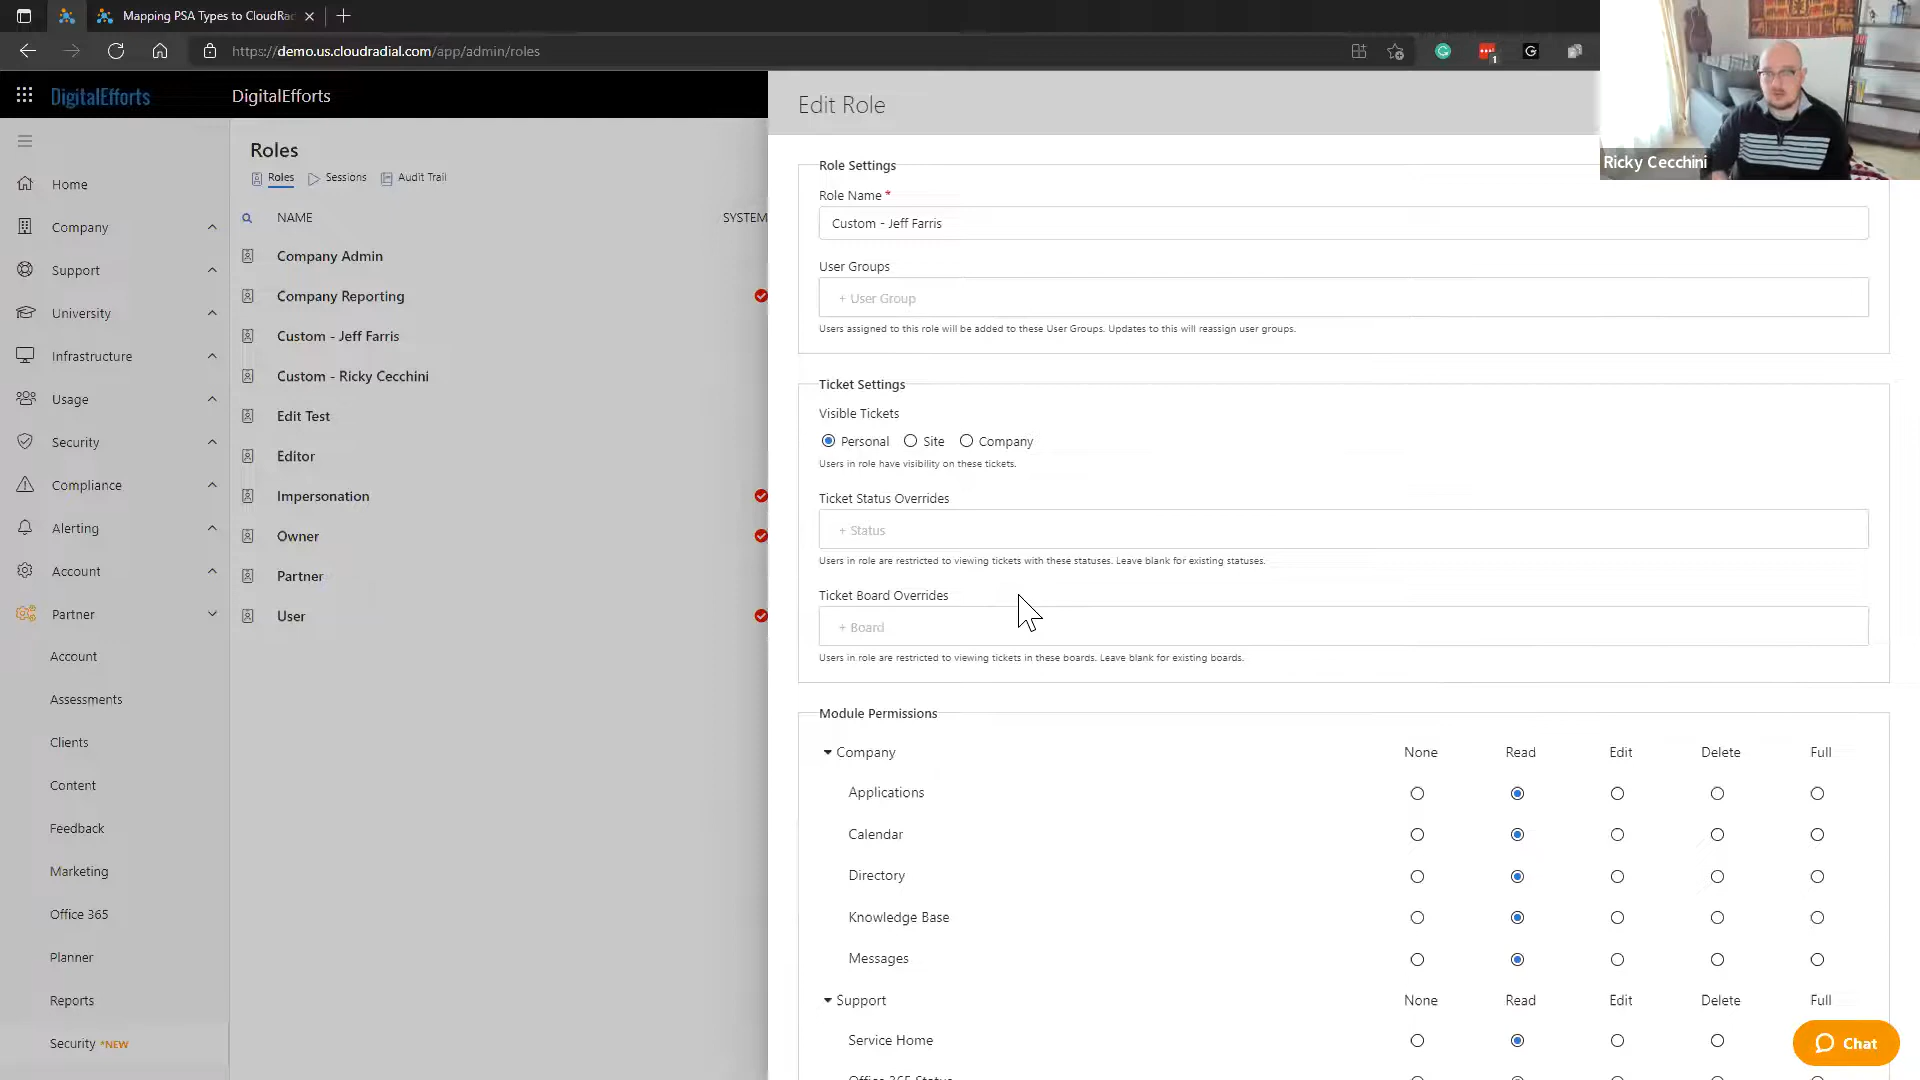 Mapping PSA Types to CloudRa
https://demo.us.cloudradial.com/app/admin/roles
1
Ricky Cecchini
DigitalEfforts
DigitalEfforts
Home
Company
Support
University
Infrastructure
Usage
Security
Compliance
Alerting
Account
Partner
Account
Assessments
Clients
Content
Feedback
Marketing
Office 365
Planner
Reports
Security *NEW
Roles
Roles
Sessions
Audit Trail
NAME
SYSTEM
Company Admin
Company Reporting
Custom - Jeff Farris
Custom - Ricky Cecchini
Edit Test
Editor
Impersonation
Owner
Partner
User
Edit Role
Role Settings
Role Name *
Custom - Jeff Farris
User Groups
+ User Group
Users assigned to this role will be added to these User Groups. Updates to this will reassign user groups.
Ticket Settings
Visible Tickets
Personal Site Company
Users in role have visibility on these tickets.
Ticket Status Overrides
+ Status
Users in role are restricted to viewing tickets with these statuses. Leave blank for existing statuses.
Ticket Board Overrides
+ Board
Users in role are restricted to viewing tickets in these boards. Leave blank for existing boards.
Module Permissions
Company None Read Edit Delete Full
Applications
Calendar
Directory
Knowledge Base
Messages
Support None Read Edit Delete Full
Service Home
Office 365 Status
Chat